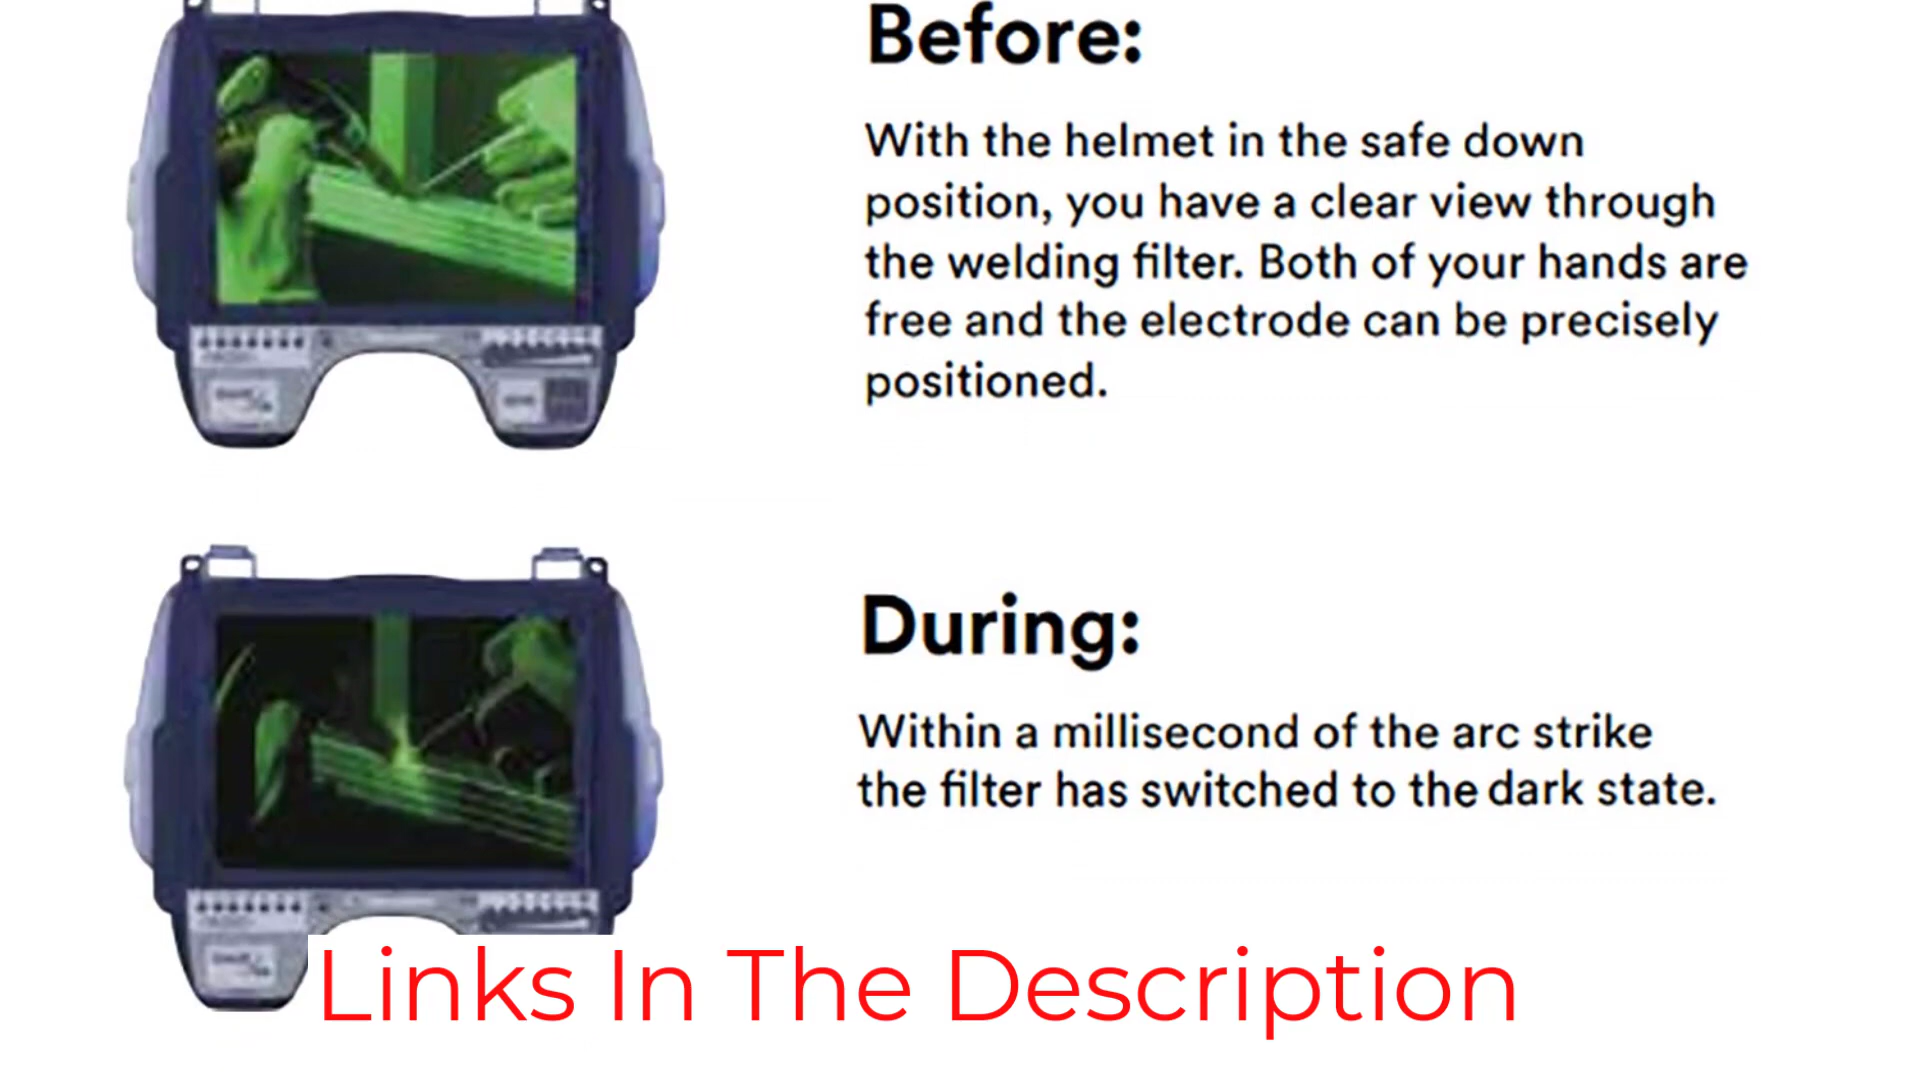 Before:
With the helmet in the safe down
position, you have a clear view through
the welding filter. Both of your hands are
free and the electrode can be precisely
positioned.
During:
Within a millisecond of the arc strike
the filter has switched to the dark state.
Links In The Description